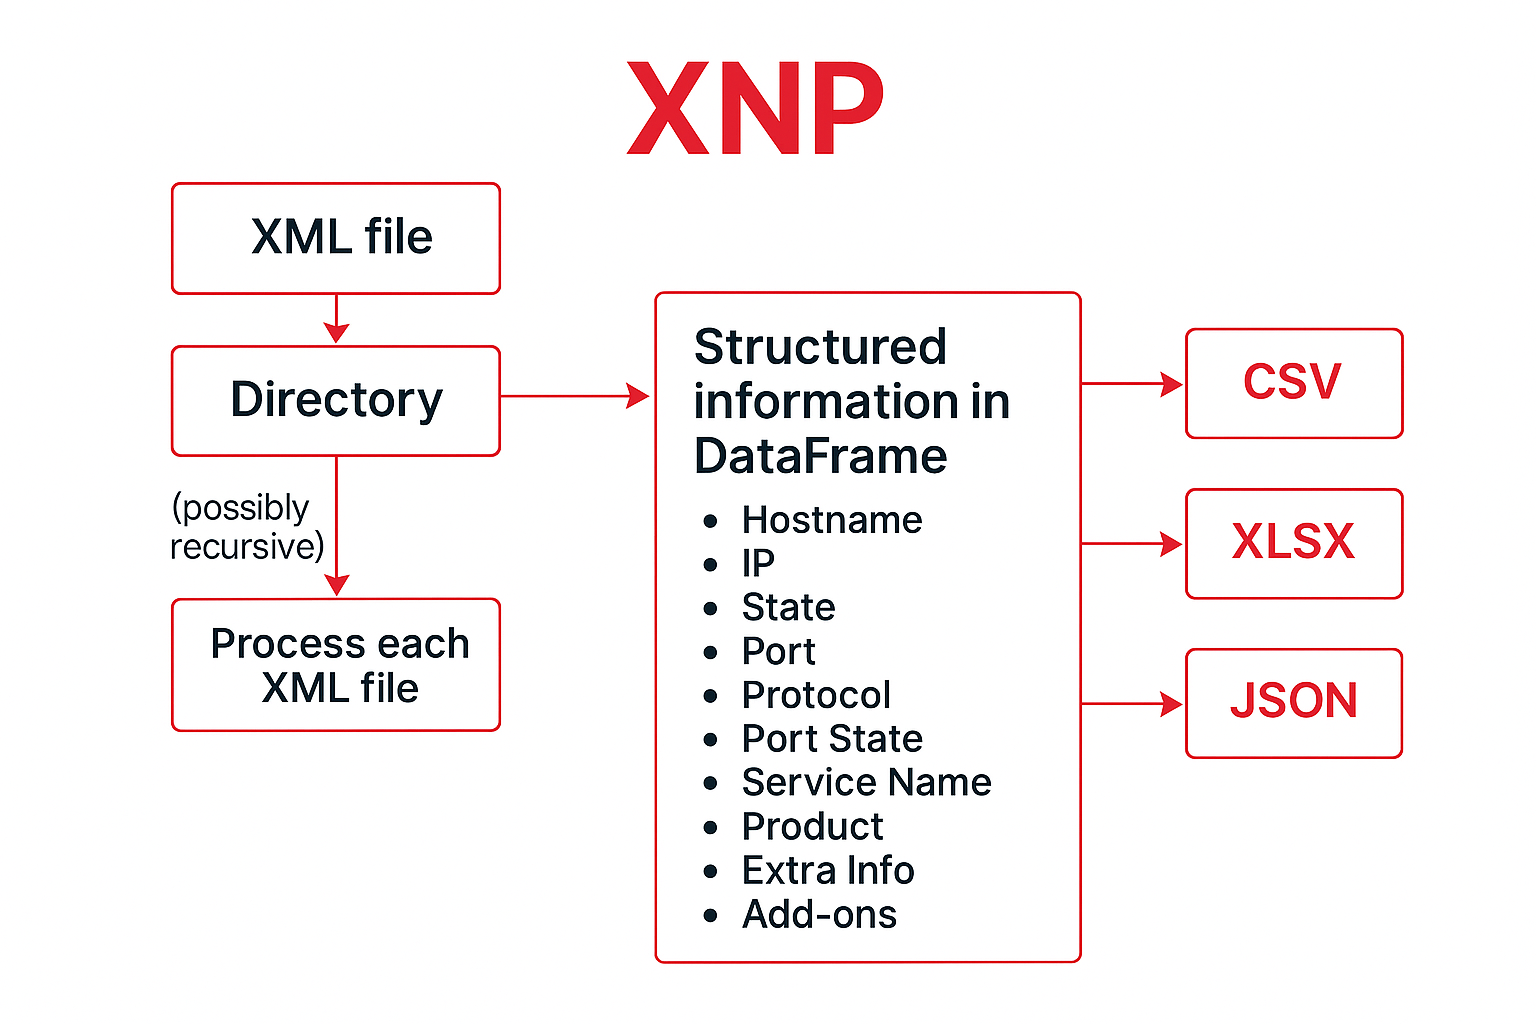 XNP
XML file
Directory
(possibly
recursive)
Process each
XML file
Structured
information in
DataFrame
• Hostname
• IP
• State
• Port
• Protocol
• Port State
• Service Name
• Product
• Extra Info
• Add-ons
CSV
XLSX
JSON